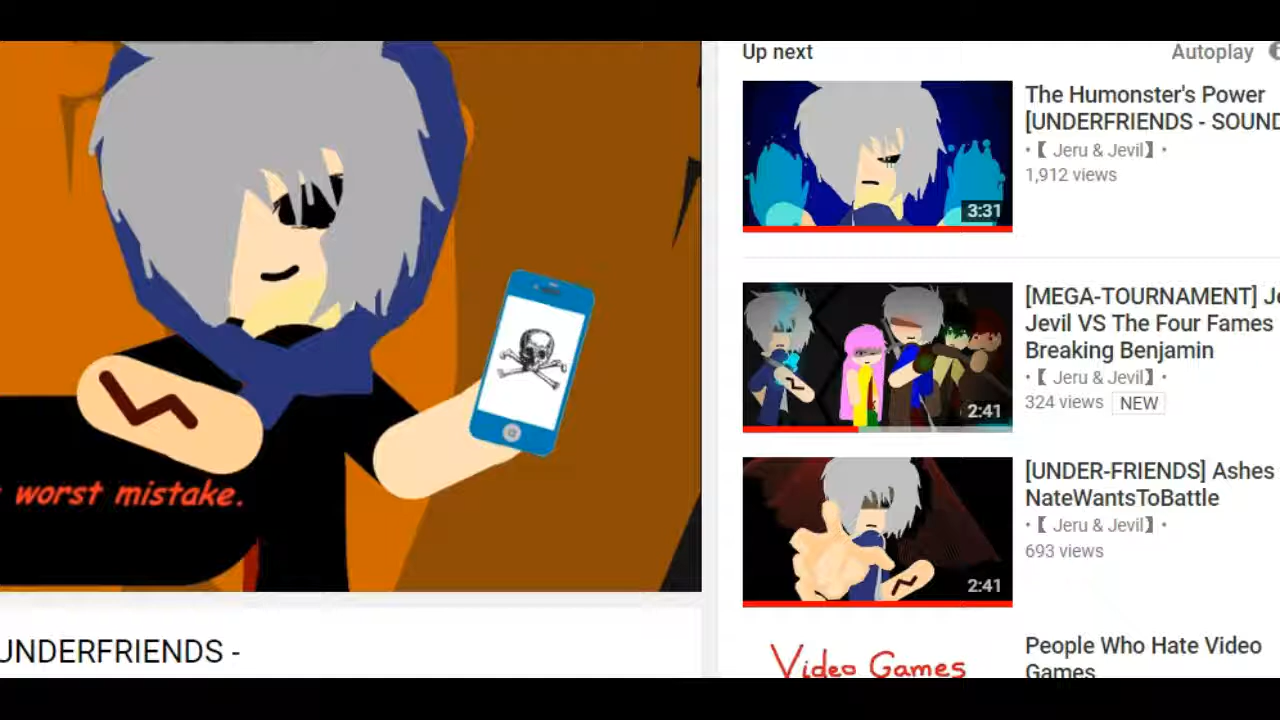 worst mistake.
UNDERFRIENDS -
Up next
Autoplay
The Humonster's Power
[UNDERFRIENDS - SOUND
• 【 Jeru & Jevil】 •
1,912 views
3:31
[MEGA-TOURNAMENT] Je
Jevil VS The Four Fames
Breaking Benjamin
• 【 Jeru & Jevil】 •
324 views NEW
2:41
[UNDER-FRIENDS] Ashes
NateWantsToBattle
• 【 Jeru & Jevil】 •
693 views
2:41
Video Games
People Who Hate Video
Games